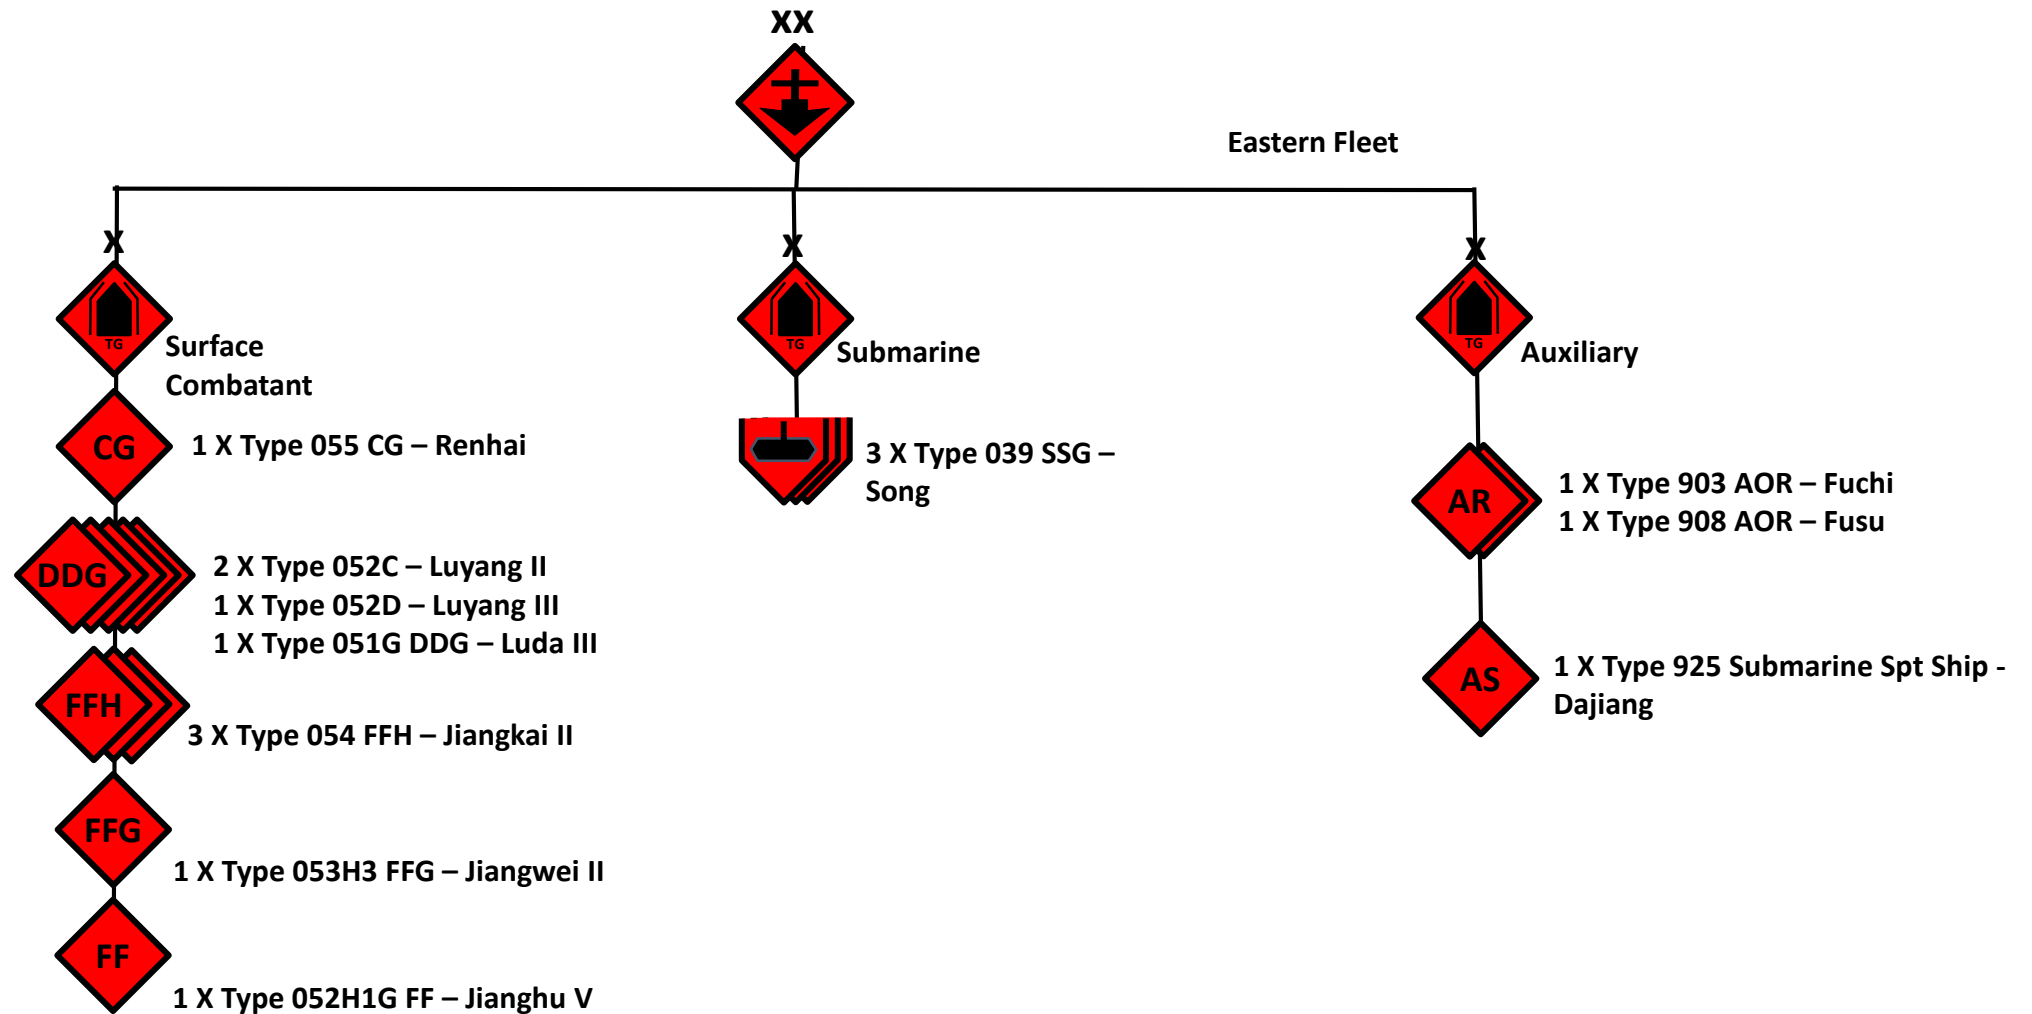 XX
Eastern Fleet
X
TG
Surface
Combatant
CG
1 X Type 055 CG – Renhai
DDG
2 X Type 052C – Luyang II
1 X Type 052D – Luyang III
1 X Type 051G DDG – Luda III
FFH
3 X Type 054 FFH – Jiangkai II
FFG
1 X Type 053H3 FFG – Jiangwei II
FF
1 X Type 052H1G FF – Jianghu V
X
TG
Submarine
3 X Type 039 SSG –
Song
X
TG
Auxiliary
AR
1 X Type 903 AOR – Fuchi
1 X Type 908 AOR – Fusu
AS
1 X Type 925 Submarine Spt Ship -
Dajiang